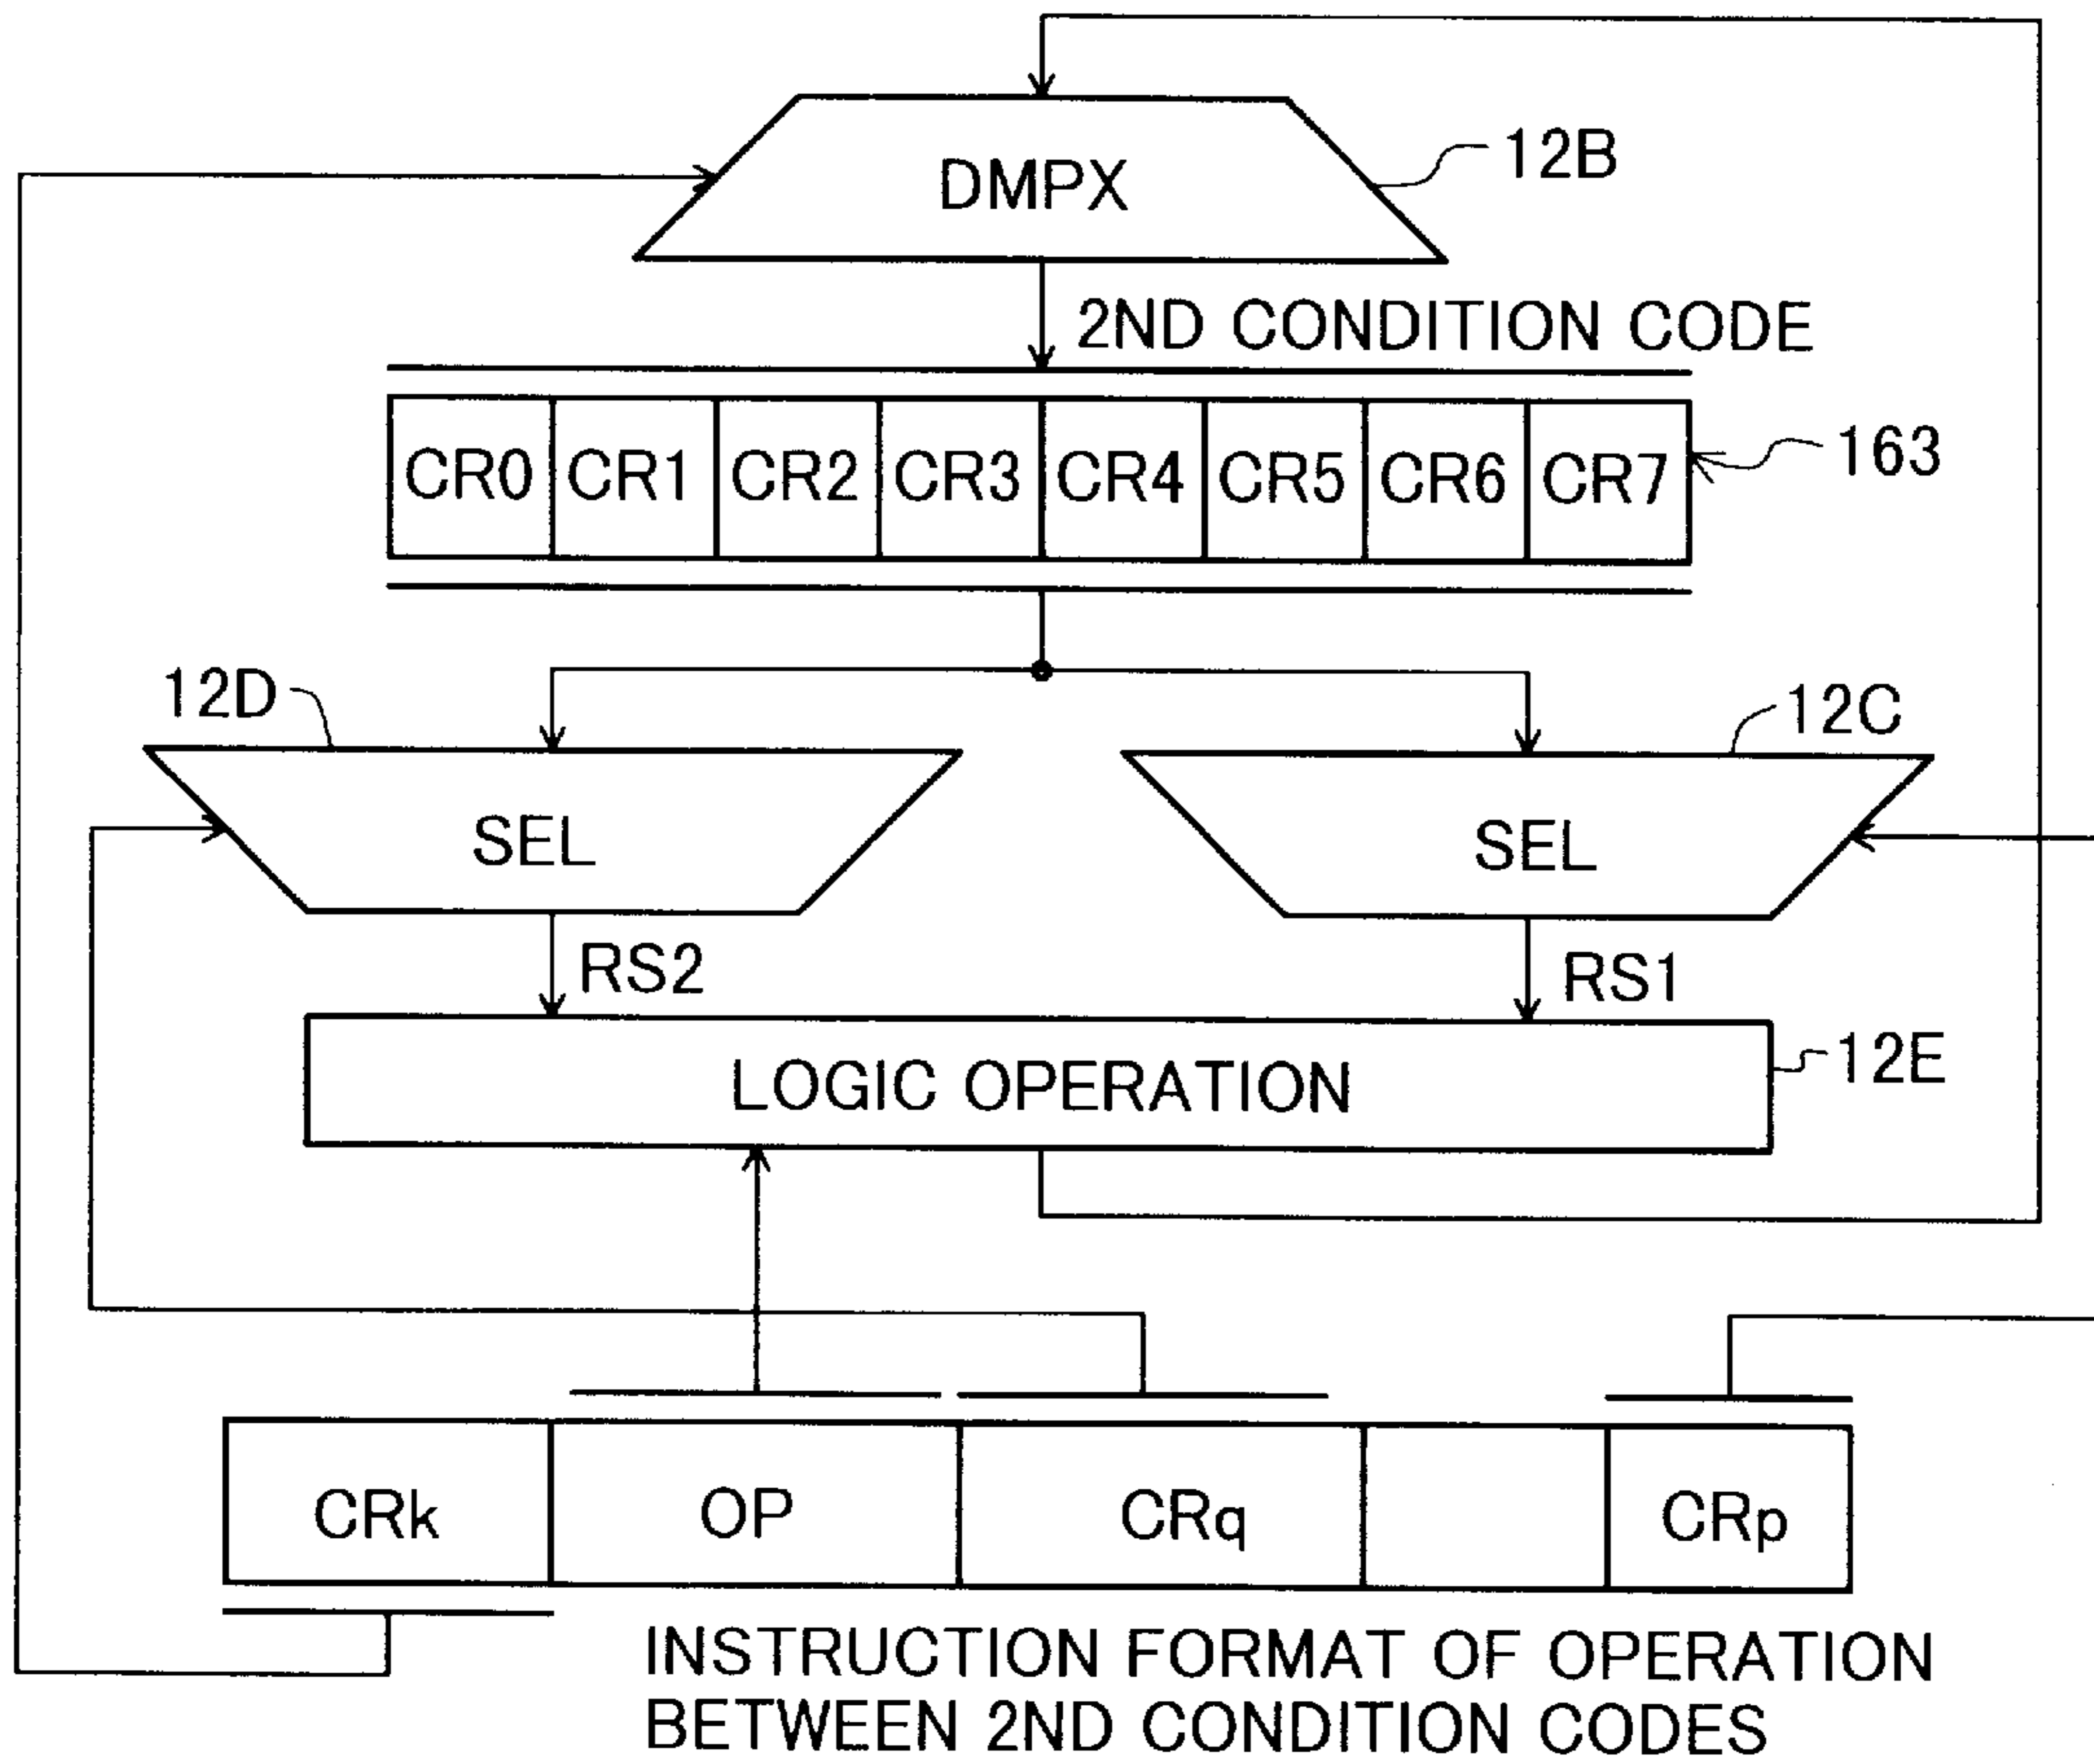 DMPX
12B
2ND CONDITION CODE
CR0 CR1 CR2 CR3 CR4 CR5 CR6 CR7
163
12D
12C
SEL
SEL
RS2
RS1
LOGIC OPERATION
12E
CRk OP CRq CRp
INSTRUCTION FORMAT OF OPERATION
BETWEEN 2ND CONDITION CODES